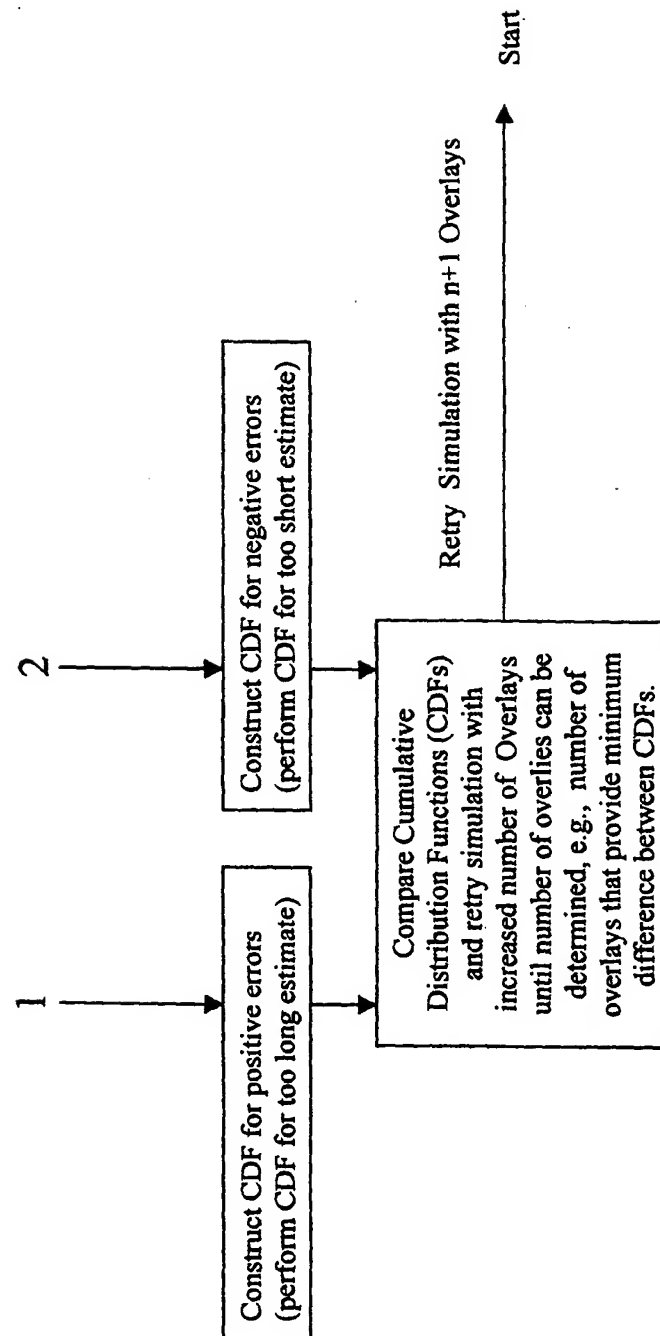 1
2
Construct CDF for positive errors
(perform CDF for too long estimate)
Construct CDF for negative errors
(perform CDF for too short estimate)
Compare Cumulative
Distribution Functions (CDFs)
and retry simulation with
increased number of Overlays
until number of overlies can be
determined, e.g., number of
overlays that provide minimum
difference between CDFs.
Retry Simulation with n+1 Overlays
Start